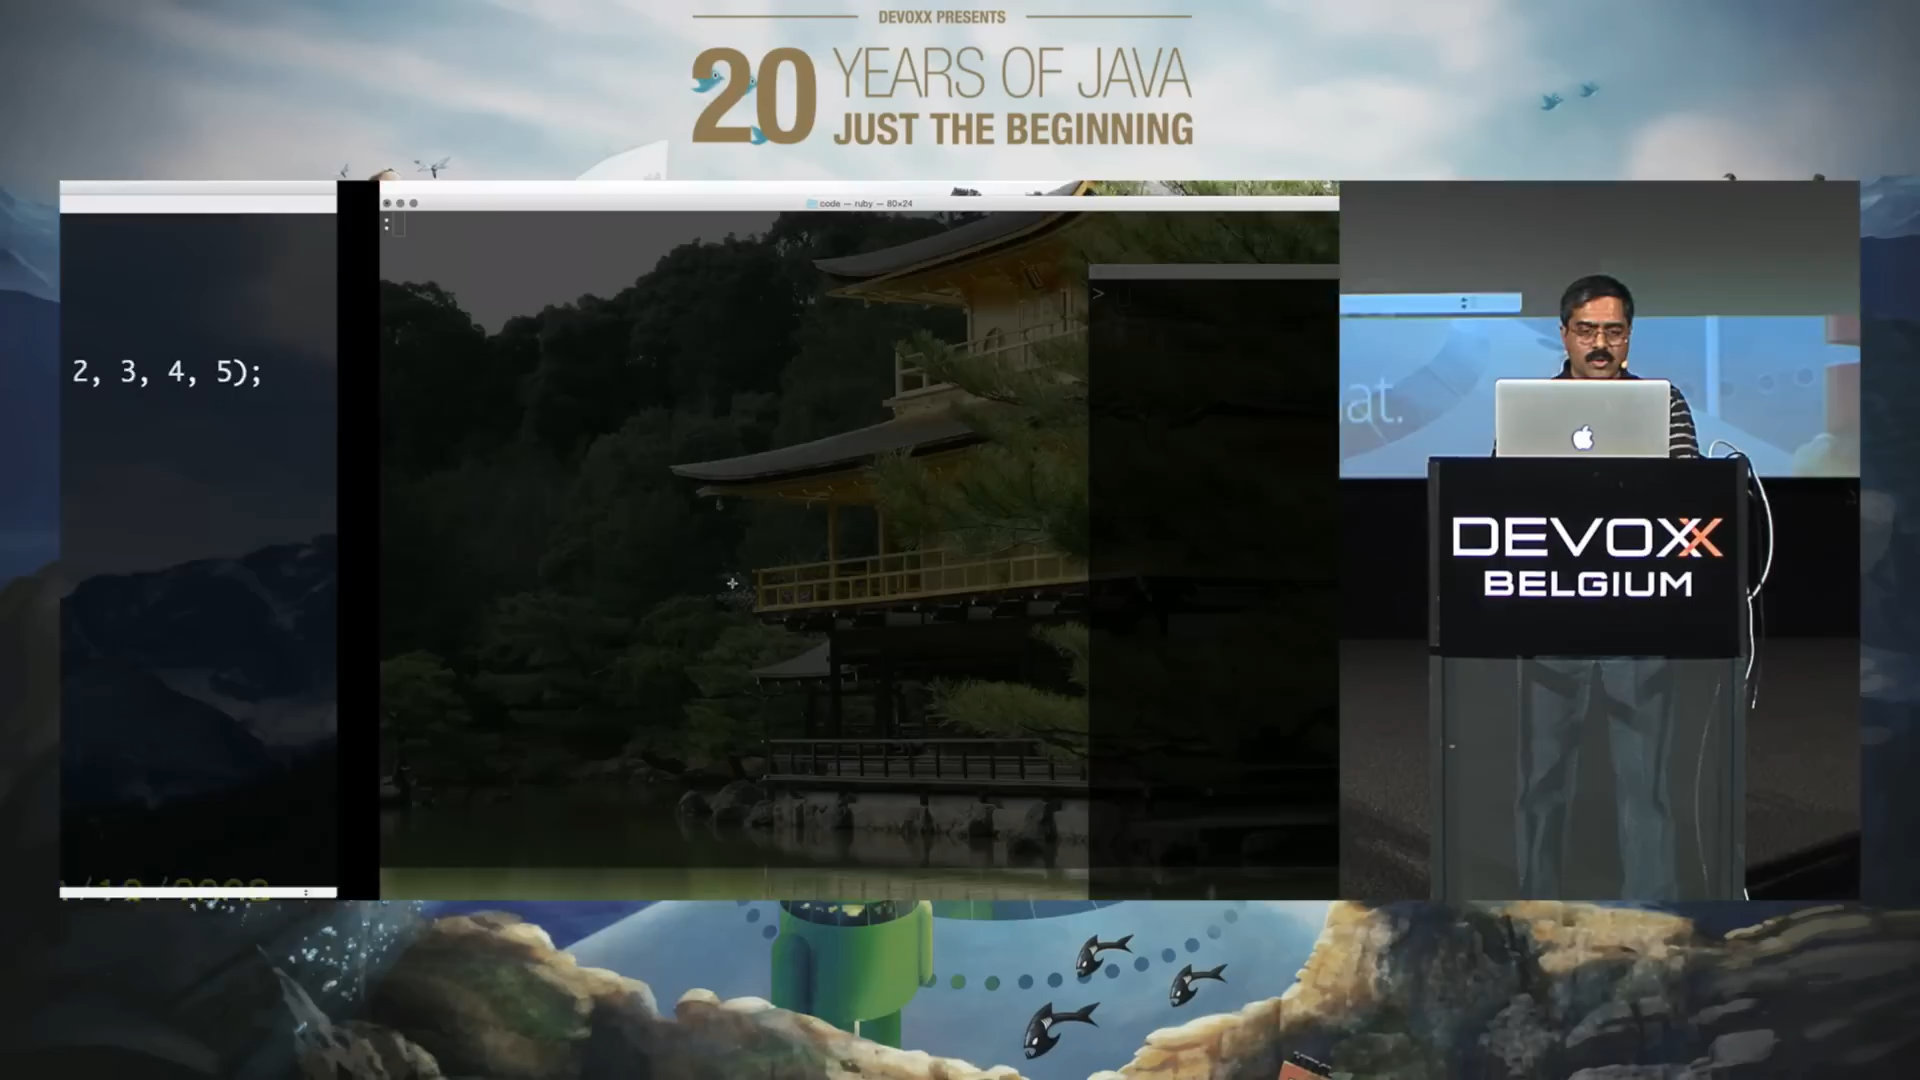 DEVOXX PRESENTS
20 YEARS OF JAVA
JUST THE BEGINNING
code — ruby — 80×24
:
>
2, 3, 4, 5);
at.
DEVOXX
BELGIUM